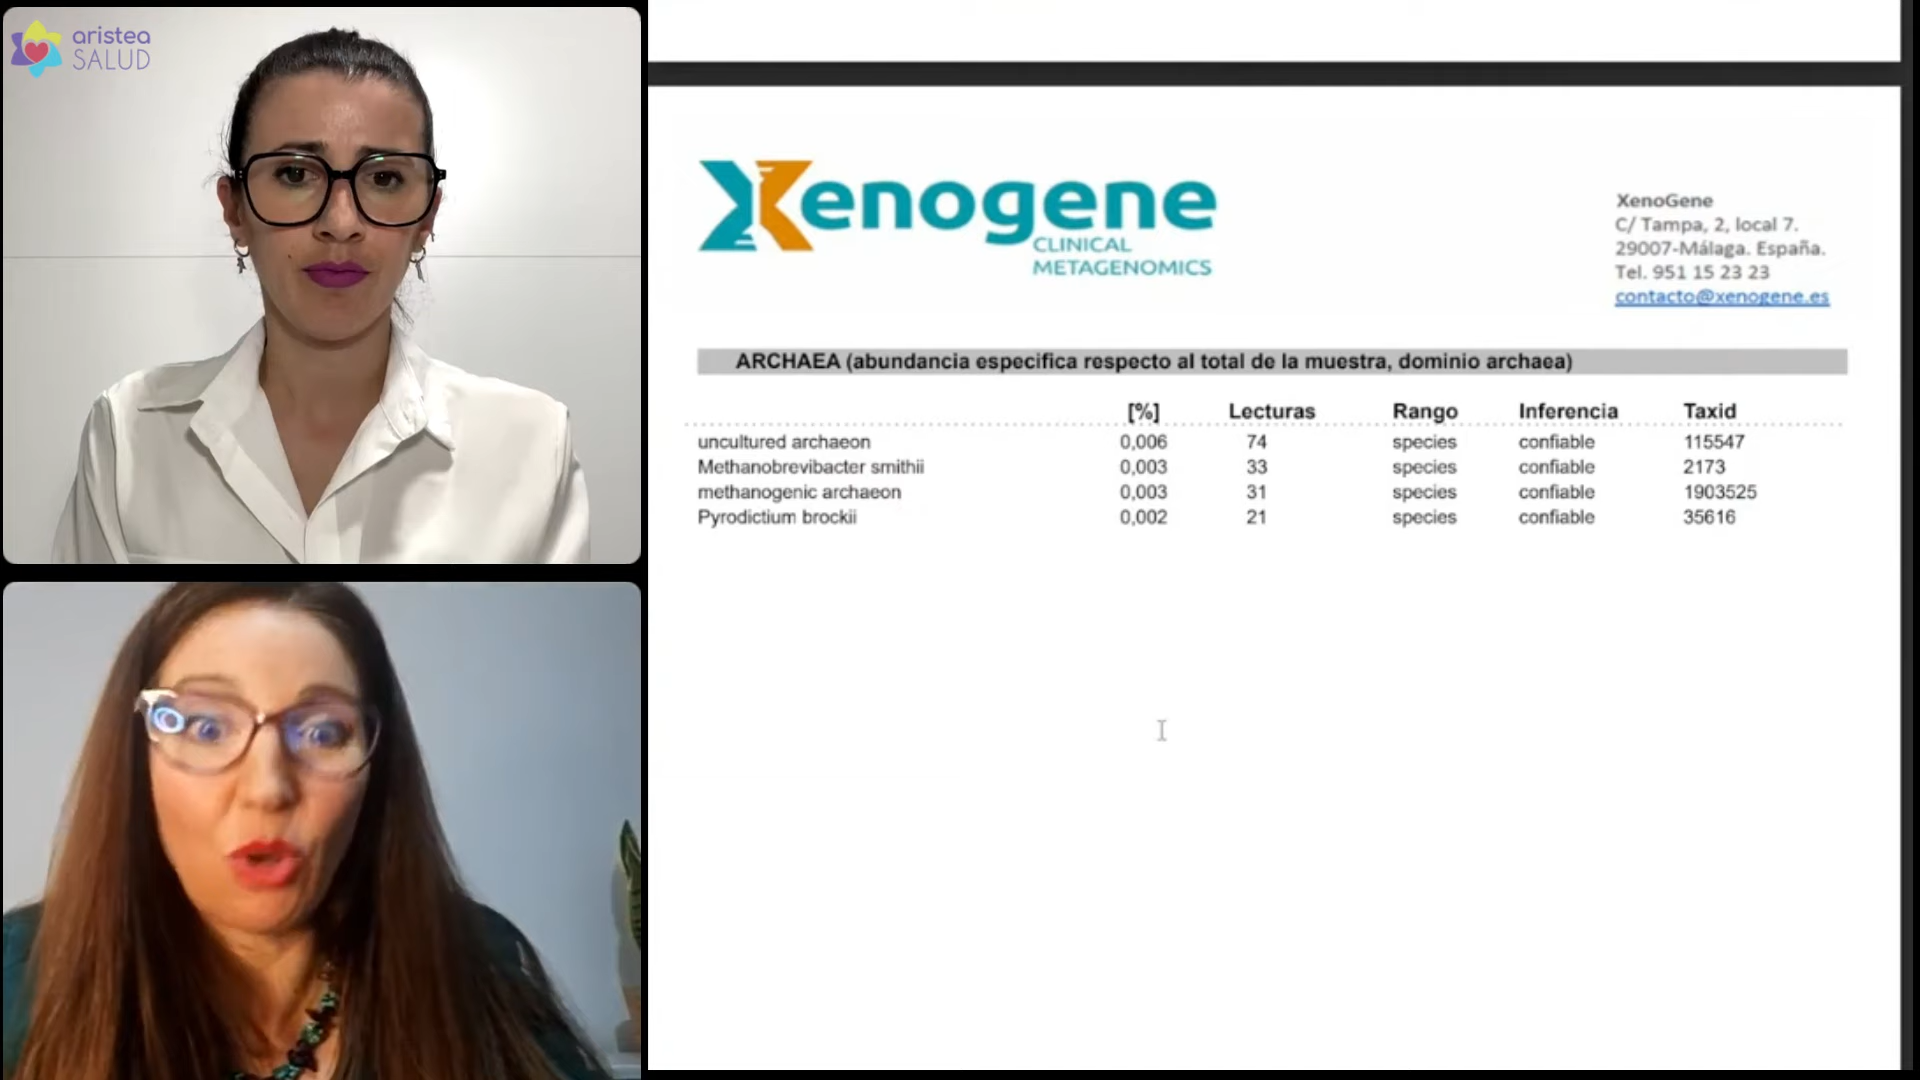 aristea
SALUD
Xenogene
CLINICAL
METAGENOMICS
XenoGene
C/ Tampa, 2, local 7.
29007-Málaga. España.
Tel. 951 15 23 23
contacto@xenogene.es
ARCHAEA (abundancia especifica respecto al total de la muestra, dominio archaea)
[%] Lecturas Rango Inferencia Taxid
uncultured archaeon 0,006 74 species confiable 115547
Methanobrevibacter smithii 0,003 33 species confiable 2173
methanogenic archaeon 0,003 31 species confiable 1903525
Pyrodictium brockii 0,002 21 species confiable 35616